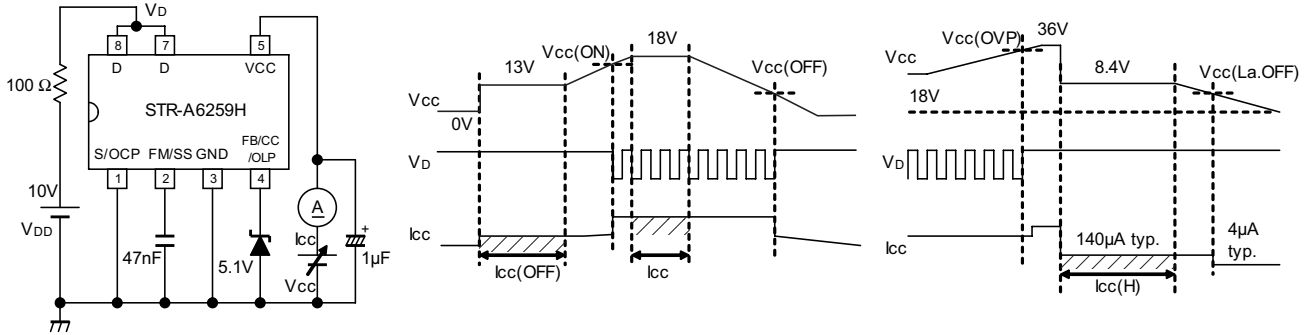 VD
8
7
5
D
D
VCC
100 Ω
STR-A6259H
S/OCP
FM/SS
GND
FB/CC
/OLP
1
2
3
4
10V
VDD
47nF
5.1V
A
Icc
Vcc
+
1µF
Vcc(ON)
18V
13V
Vcc(OFF)
Vcc
0V
VD
Icc
Icc(OFF)
Icc
Vcc(OVP)
36V
Vcc
8.4V
Vcc(La.OFF)
18V
VD
Icc
140µA typ.
4µA
typ.
Icc(H)